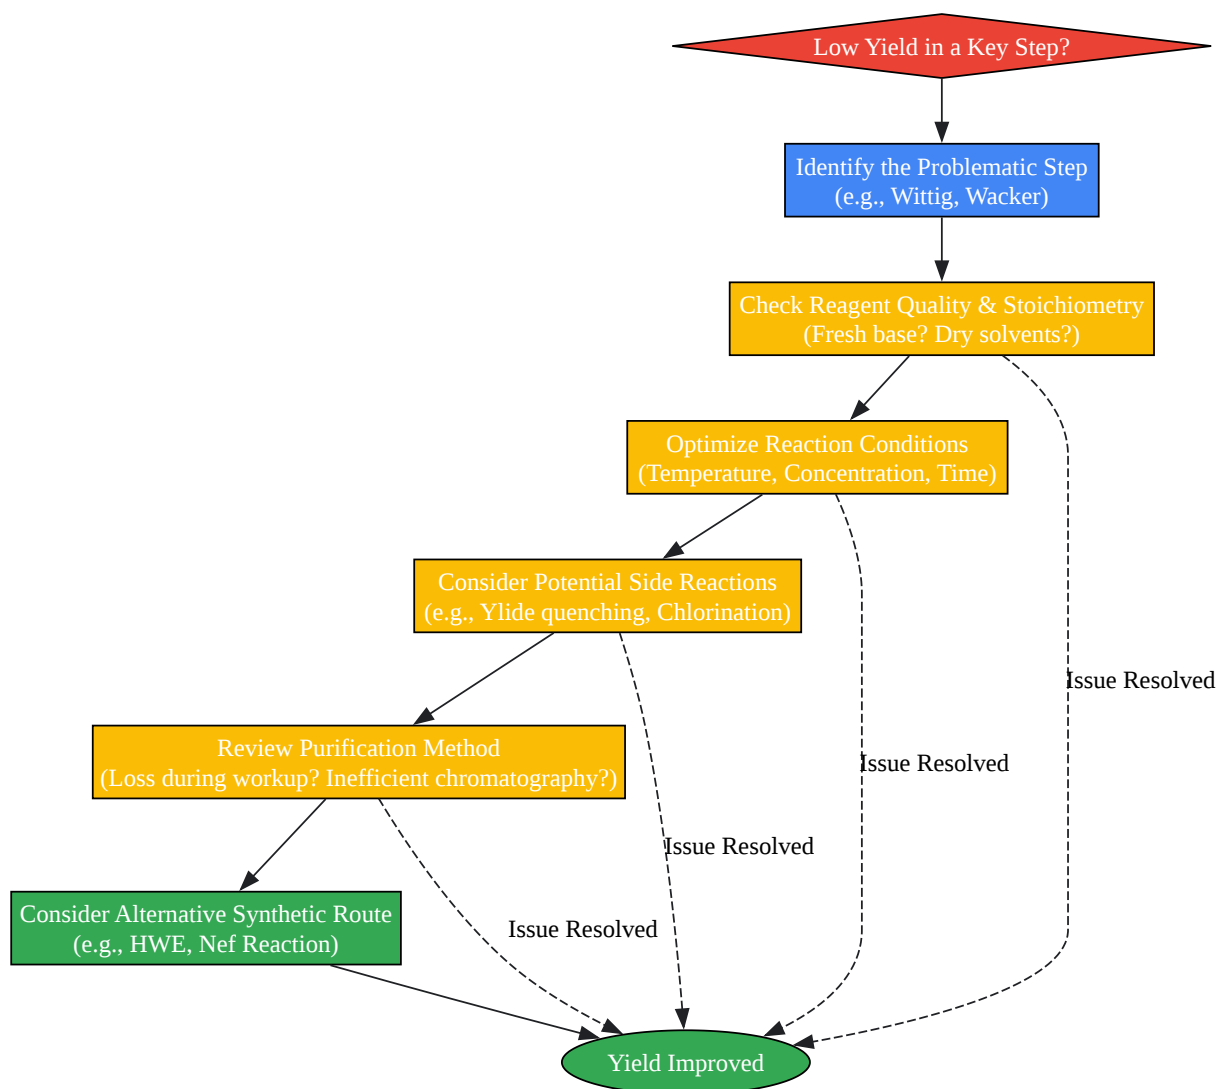 Low Yield in a Key Step?
Identify the Problematic Step
(e.g., Wittig, Wacker)
Check Reagent Quality & Stoichiometry
(Fresh base? Dry solvents?)
Optimize Reaction Conditions
(Temperature, Concentration, Time)
Consider Potential Side Reactions
(e.g., Ylide quenching, Chlorination)
Issue Resolved
Review Purification Method
(Loss during workup? Inefficient chromatography?)
Issue Resolved
Issue Resolved
Consider Alternative Synthetic Route
(e.g., HWE, Nef Reaction)
Issue Resolved
Yield Improved